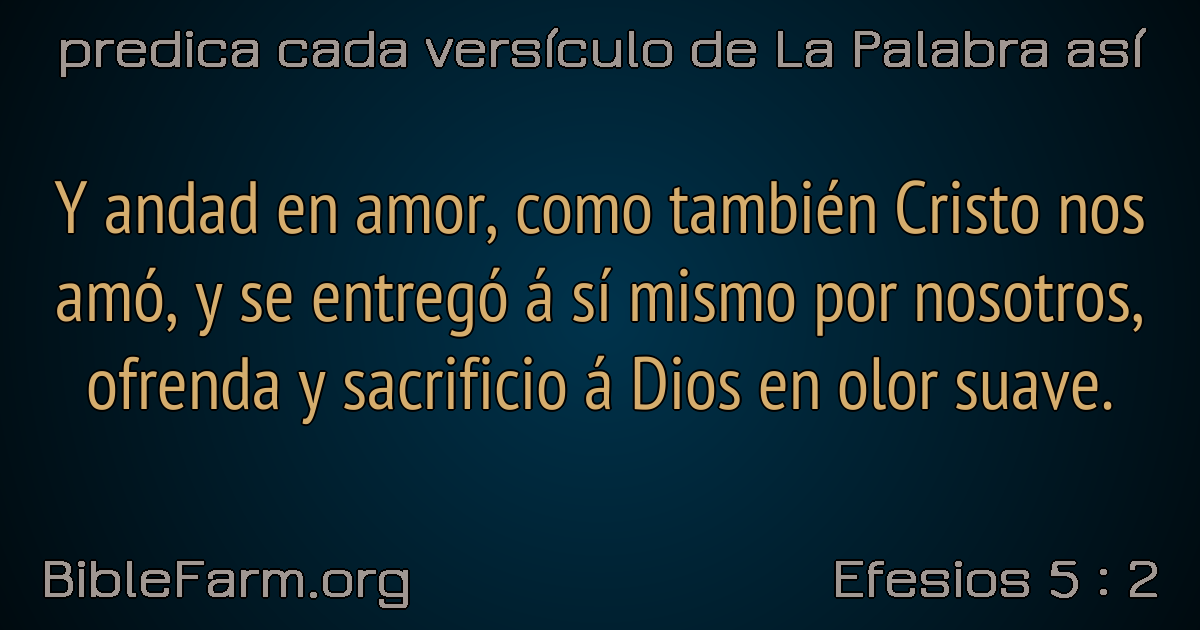 predica cada versículo de La Palabra así
Y andad en amor, como también Cristo nos
amó, y se entregó á sí mismo por nosotros,
ofrenda y sacrificio á Dios en olor suave.
BibleFarm.org
Efesios 5 : 2